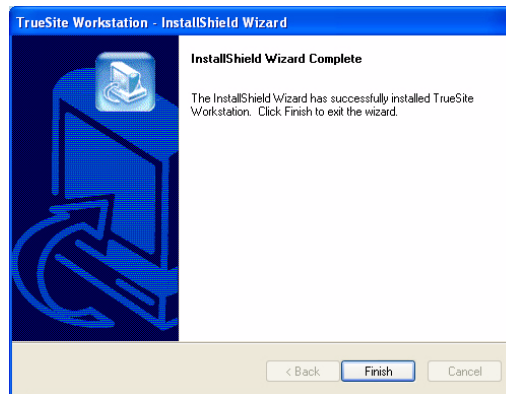 TrueSite Workstation - InstallShield Wizard
InstallShield Wizard Complete
The InstallShield Wizard has successfully installed TrueSite
Workstation. Click Finish to exit the wizard.
< Back Finish Cancel